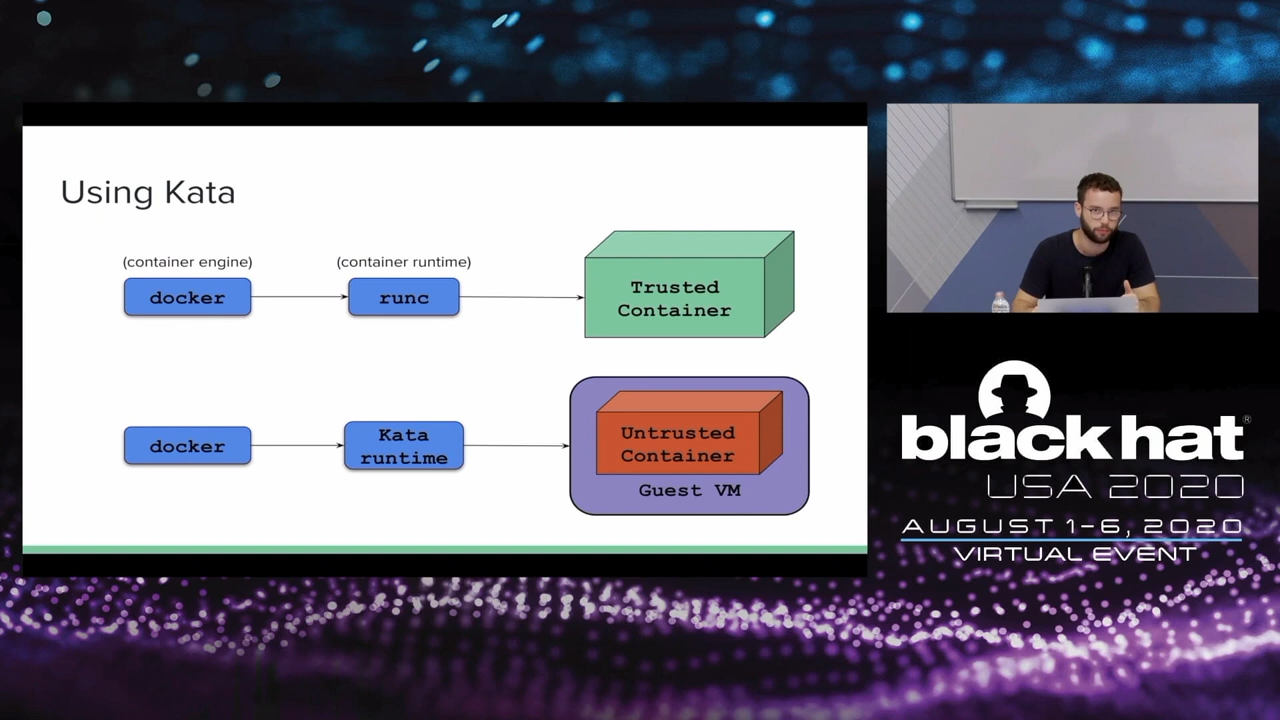 Using Kata
(container engine)
(container runtime)
docker
runc
Trusted
Container
docker
Kata
runtime
Untrusted
Container
Guest VM
black hat®
USA 2020
AUGUST 1-6, 2020
VIRTUAL EVENT